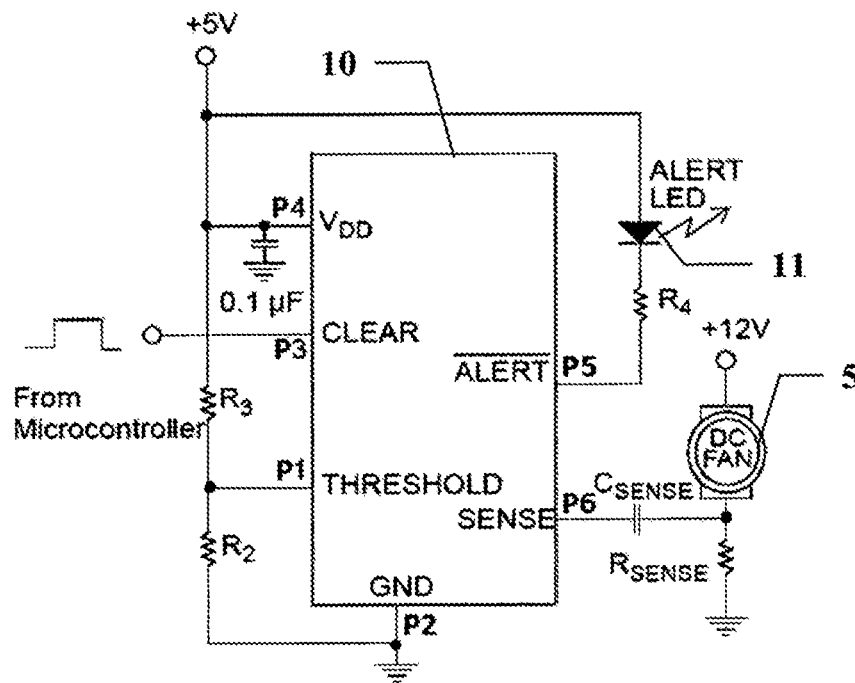 +5V
10
ALERT
LED
P4
VDD
11
0.1 µF
R4
+12V
P3
CLEAR
ALERT
P5
5
From
Microcontroller
R3
DC
FAN
P1
THRESHOLD
CSENSE
P6
SENSE
R2
RSENSE
GND
P2